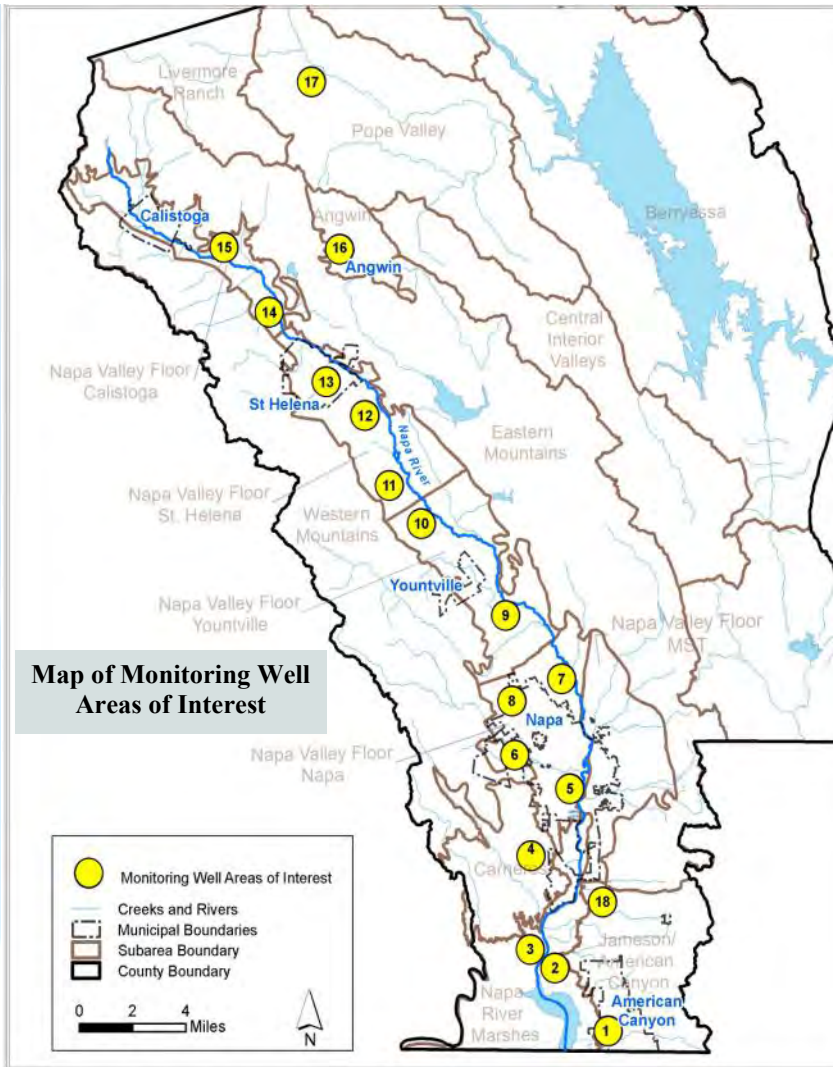 17
Livermore
Ranch
Pope Valley
Calistoga
15
Angwin
16
Angwin
Berryessa
14
Central
Interior
Valleys
Napa Valley Floor
Calistoga
13
St Helena
12
Napa River
Eastern
Mountains
11
Napa Valley Floor
St. Helena
Western
Mountains
10
Yountville
9
Napa Valley Floor
Yountville
Napa Valley Floor
MST
Map of Monitoring Well
Areas of Interest
7
8
Napa
Napa Valley Floor
Napa
6
5
4
Carneros
18
3
2
Jameson/
American
Canyon
Napa
River
Marshes
American
Canyon
1
Monitoring Well Areas of Interest
Creeks and Rivers
Municipal Boundaries
Subarea Boundary
County Boundary
0 2 4
Miles
N